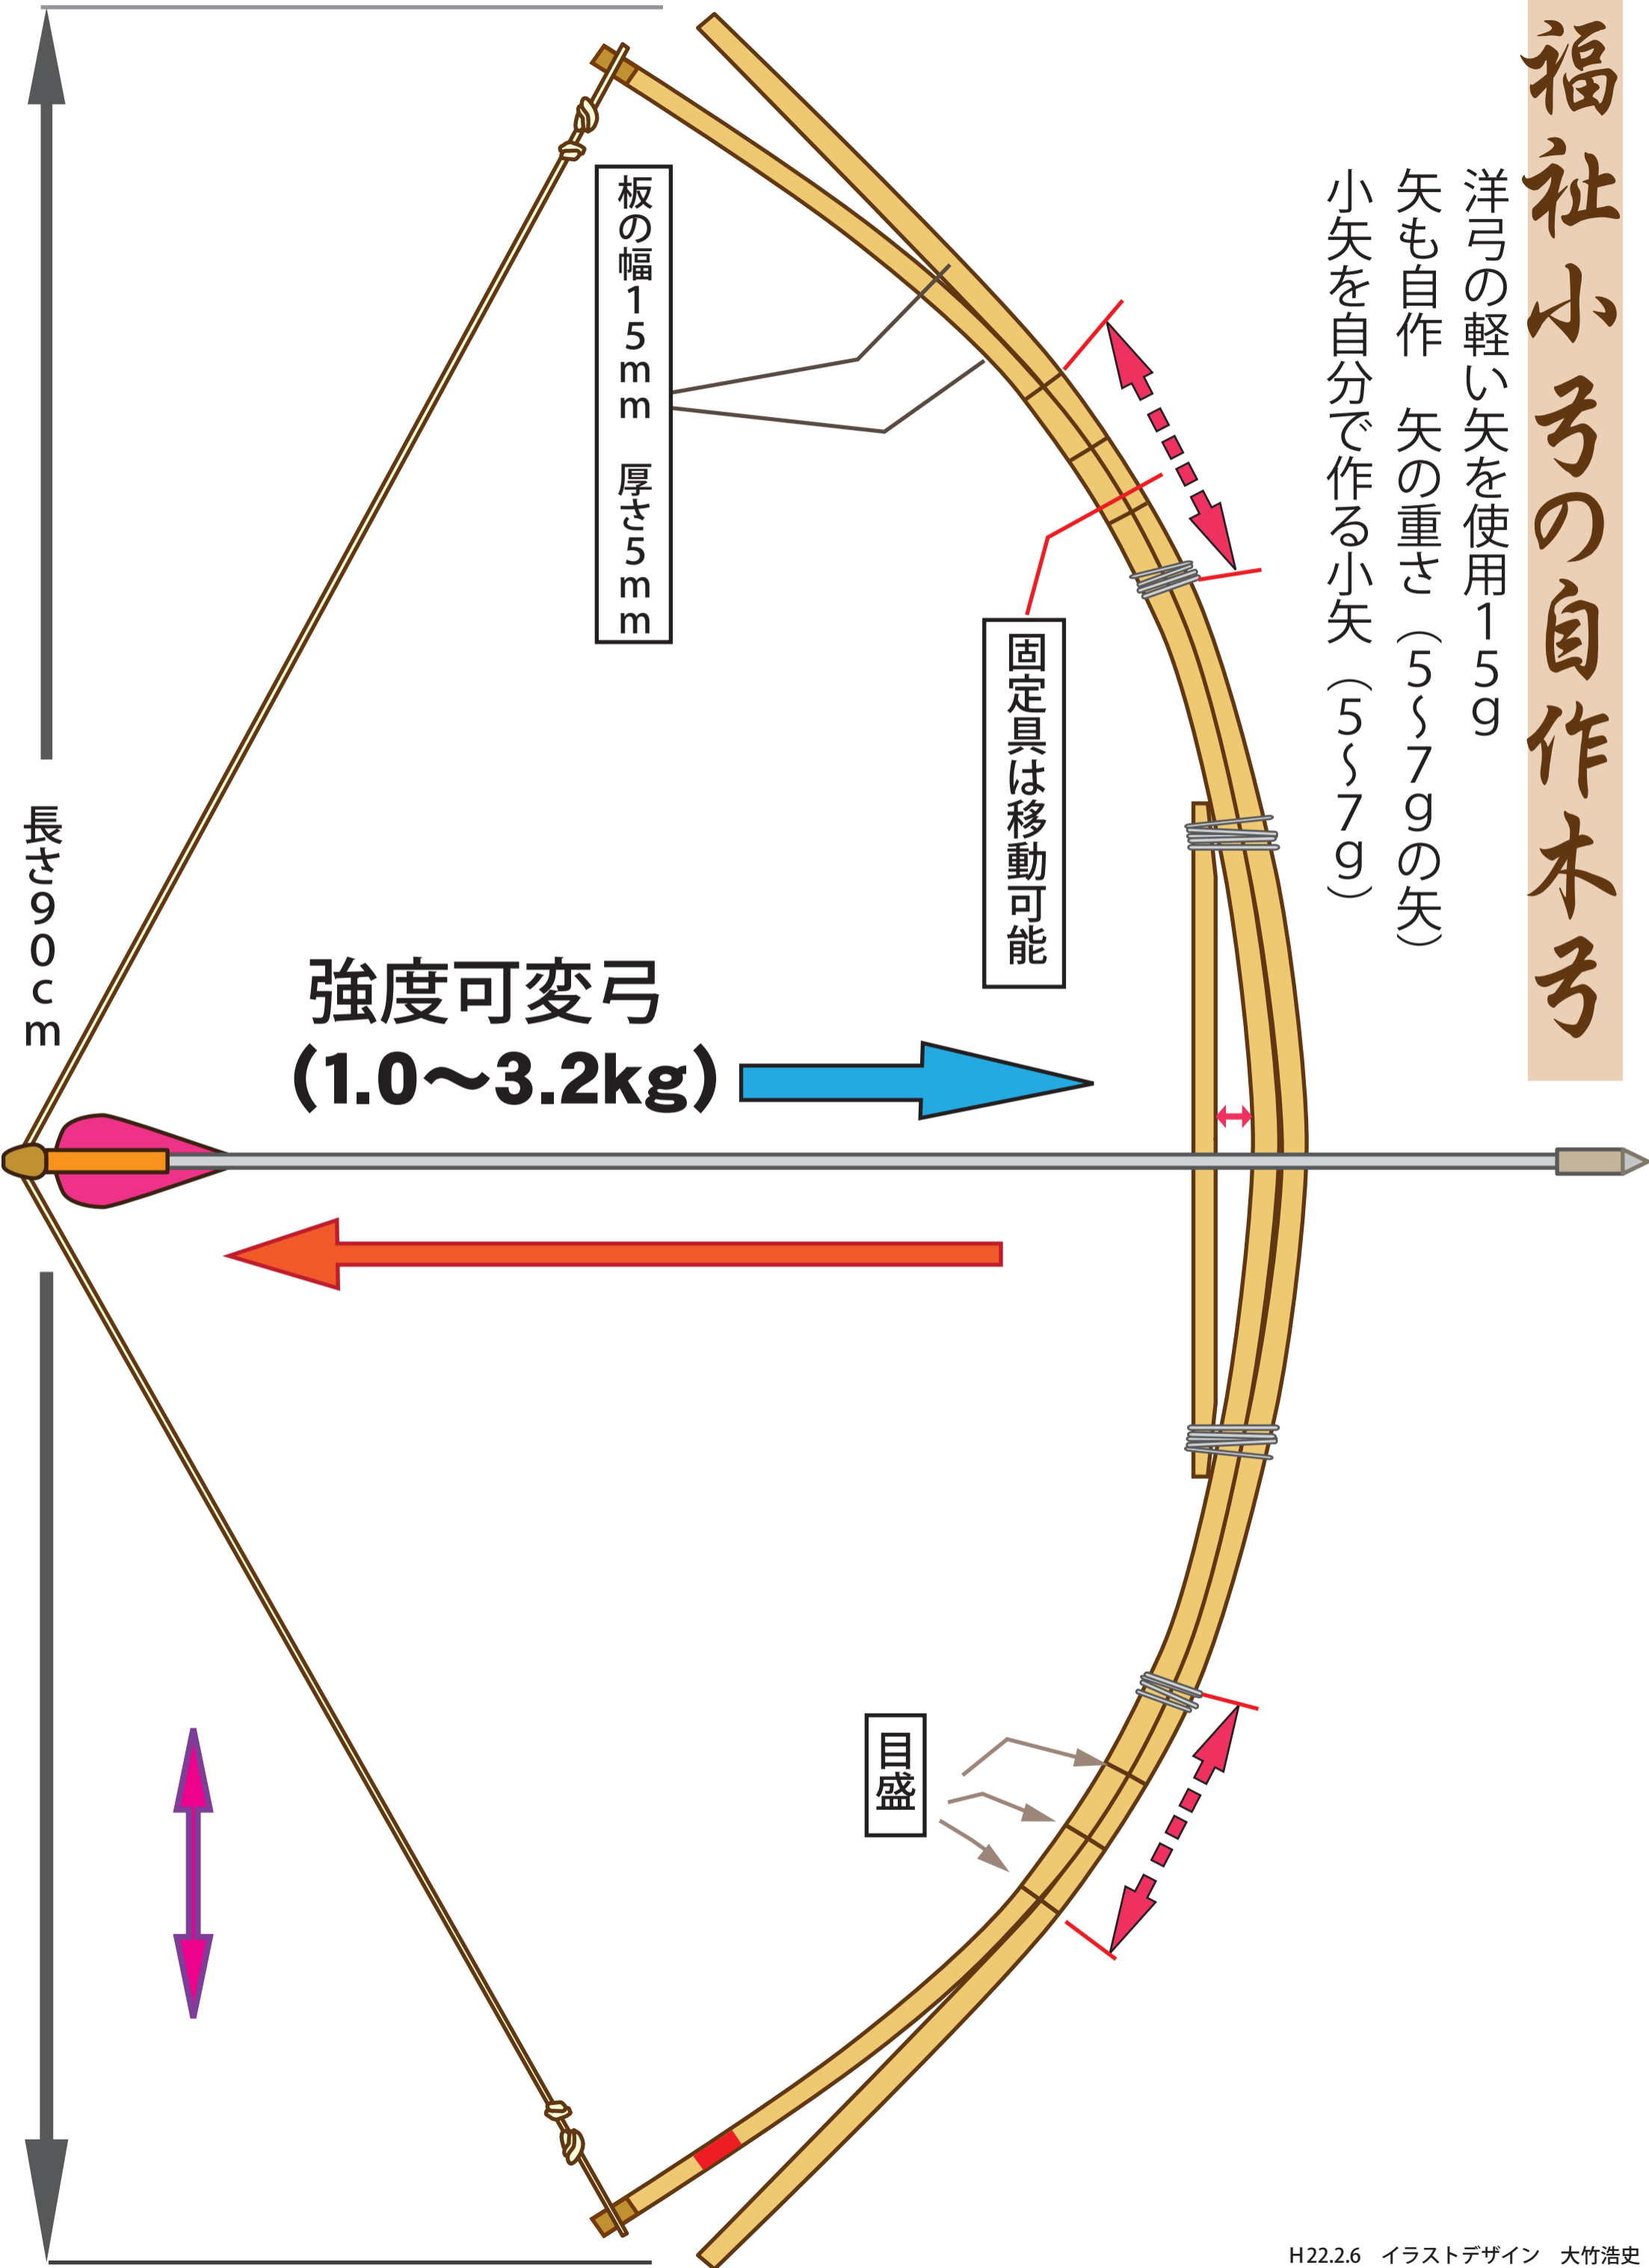 福祉小弓の自作木弓
洋弓の軽い矢を使用15g
矢も自作　矢の重さ（5～7gの矢）
小矢を自分で作る小矢（5～7g）
板の幅15mm　厚さ5mm
固定具は移動可能
長さ90cm
強度可変弓
（1.0～3.2kg）
目盛
H22.2.6　イラストデザイン　大竹浩史